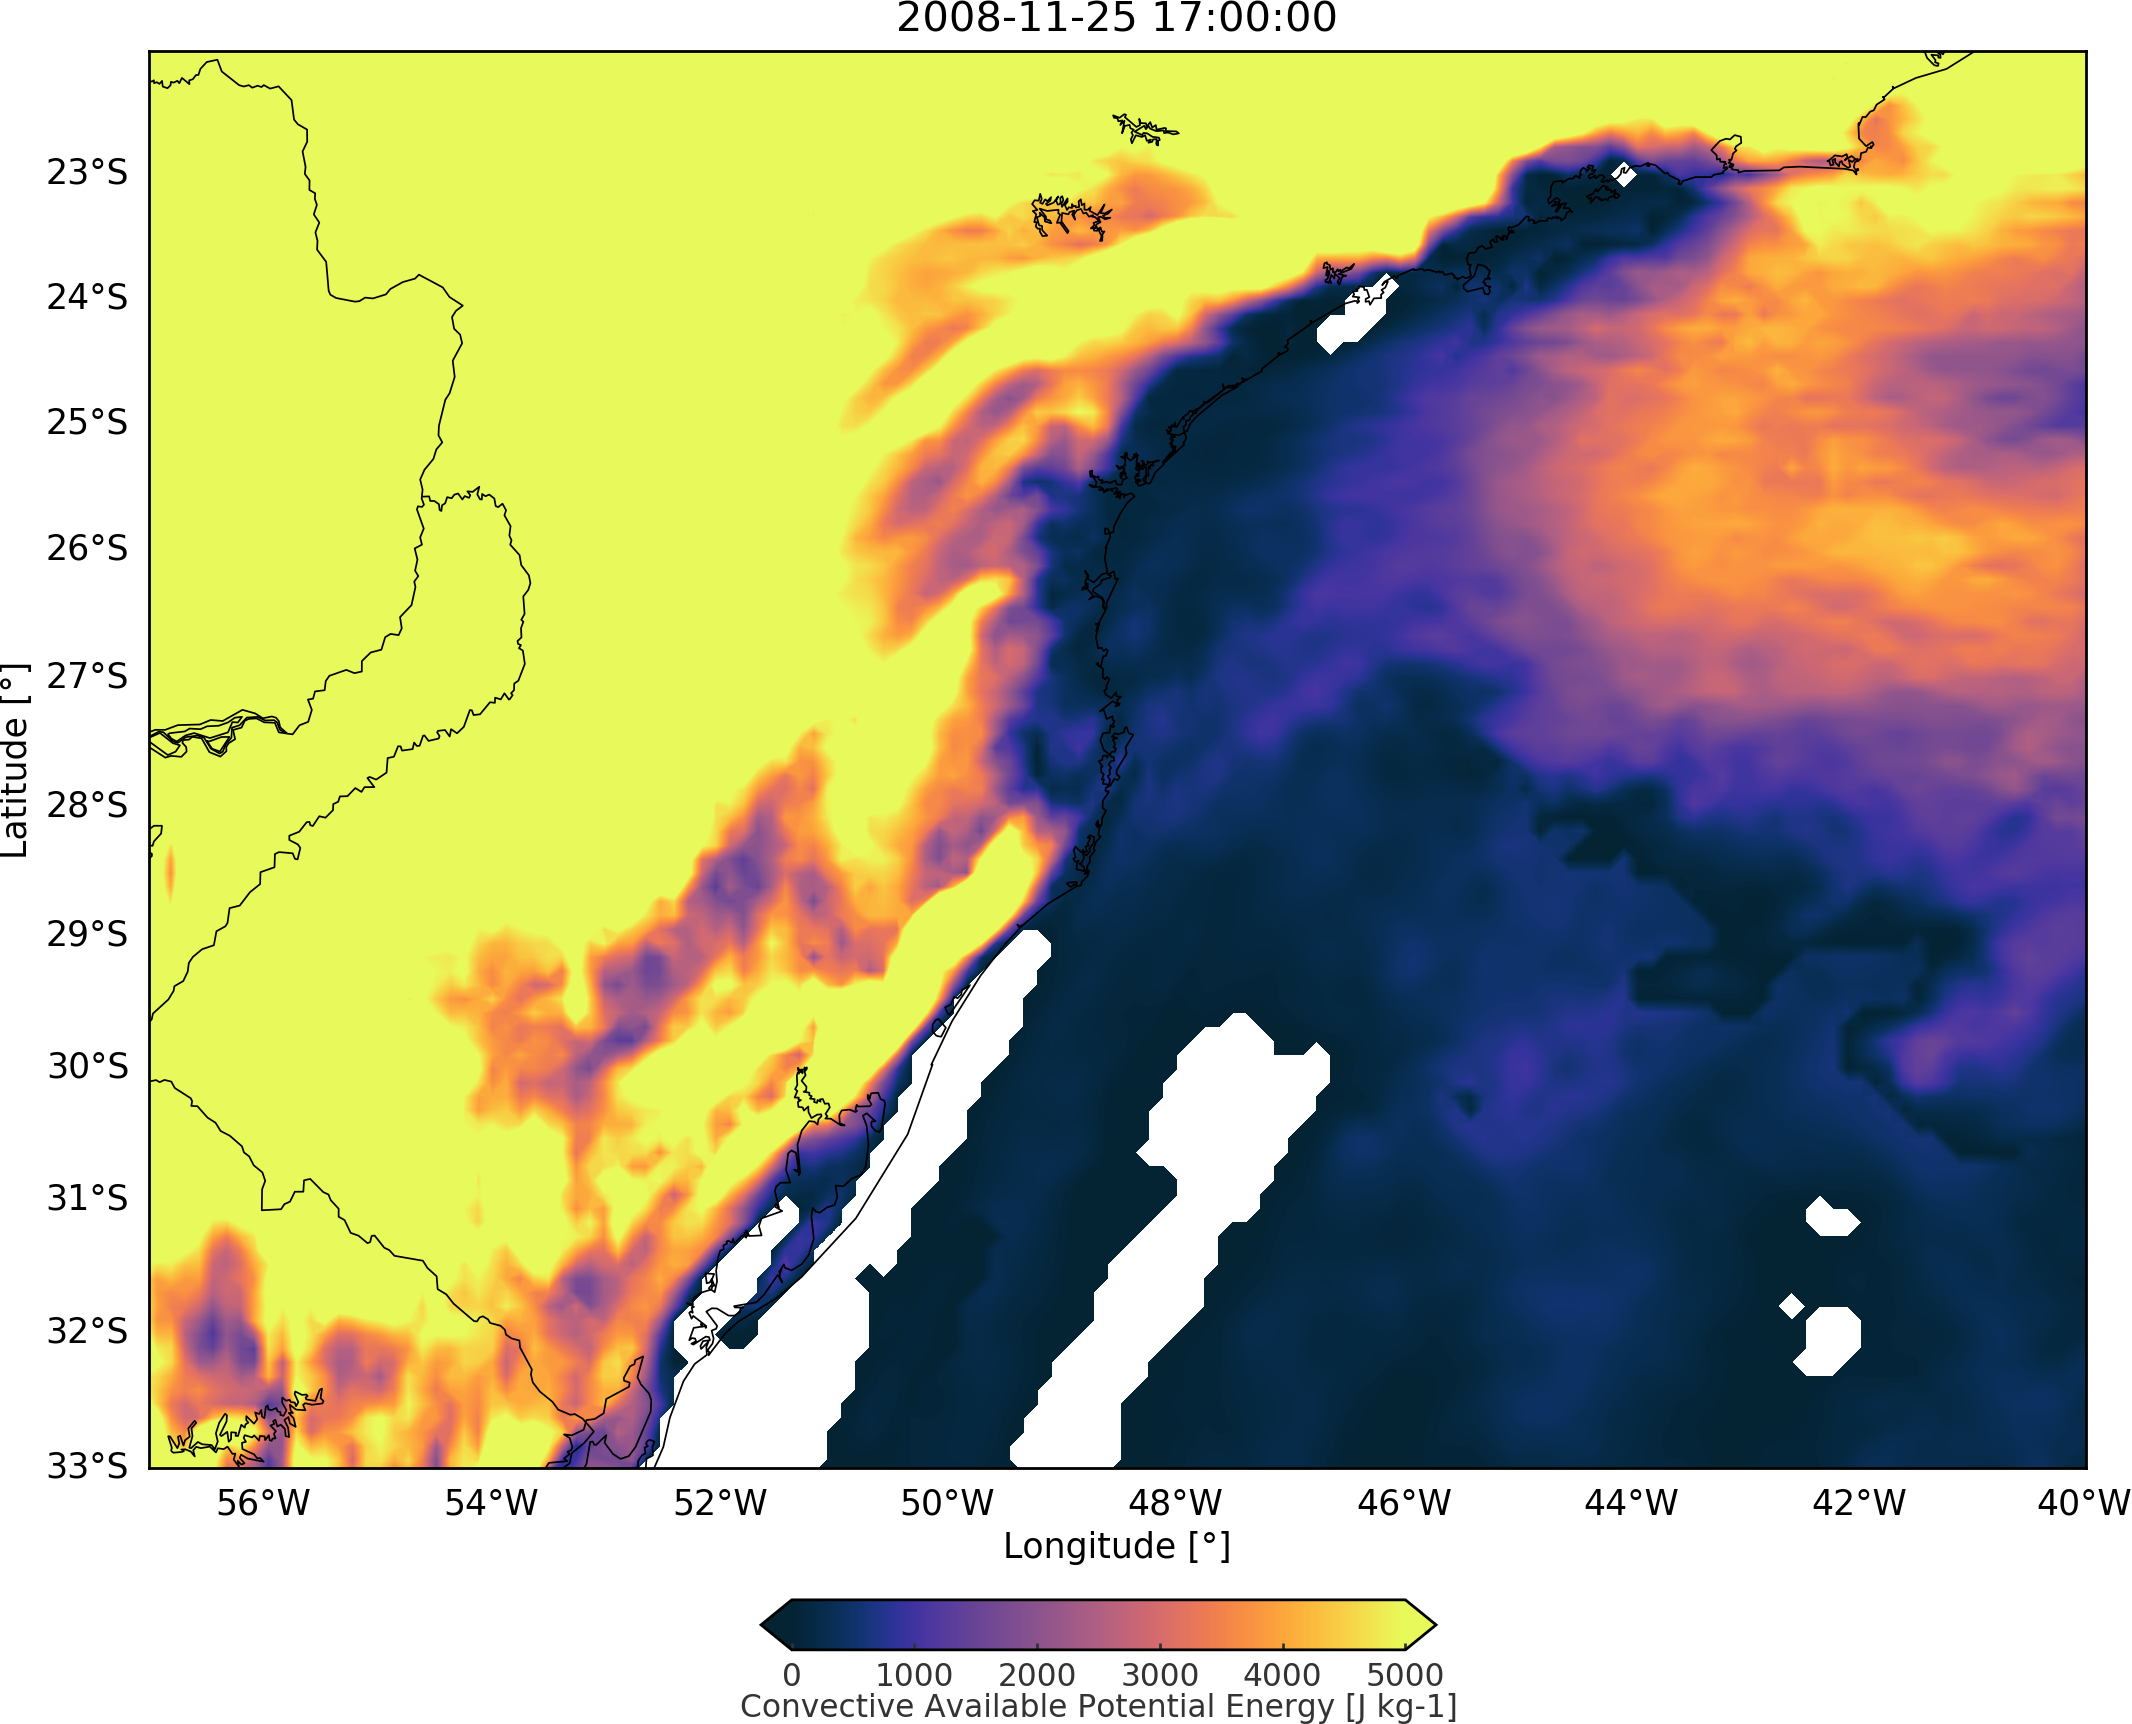 2008-11-25 17:00:00
23°S
24°S
25°S
26°S
27°S
28°S
29°S
30°S
31°S
32°S
33°S
Latitude [°]
56°W 54°W 52°W 50°W 48°W 46°W 44°W 42°W 40°W
Longitude [°]
0 1000 2000 3000 4000 5000
Convective Available Potential Energy [J kg-1]